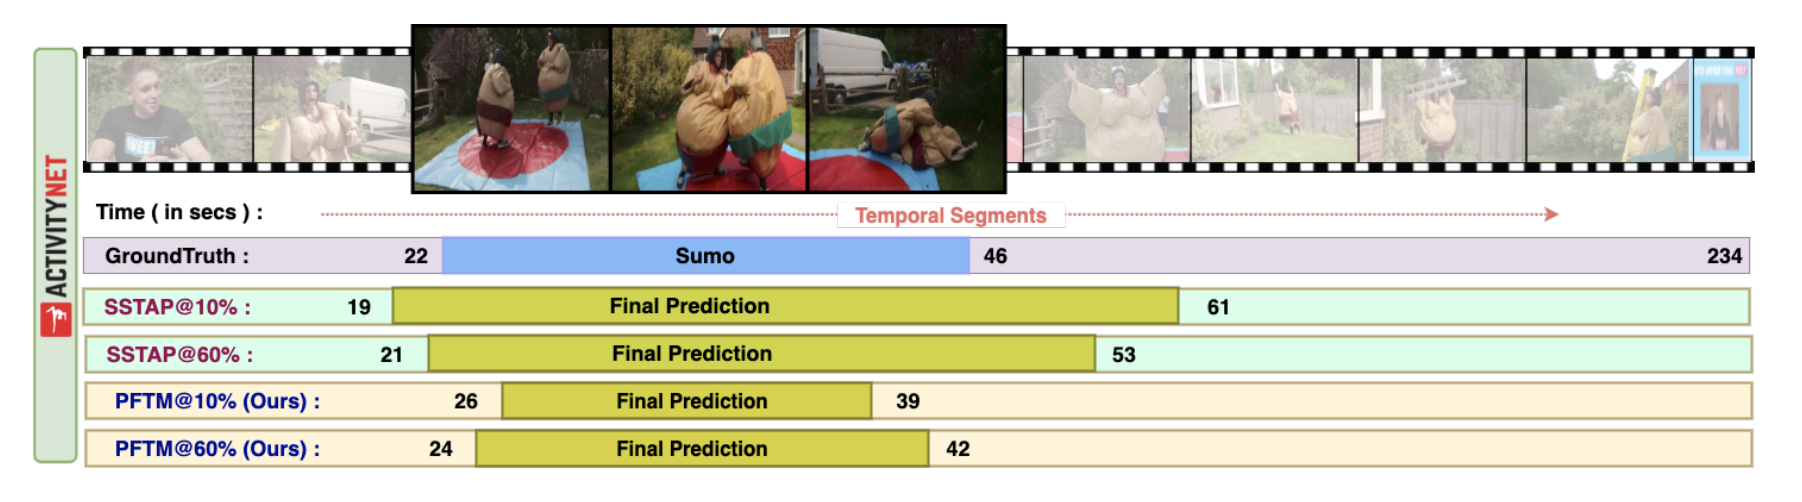 ACTIVITYNET
WEEZ
Time ( in secs ) :
Temporal Segments
GroundTruth :
22
Sumo
46
234
SSTAP@10% :
19
Final Prediction
61
SSTAP@60% :
21
Final Prediction
53
PFTM@10% (Ours) :
26
Final Prediction
39
PFTM@60% (Ours) :
24
Final Prediction
42